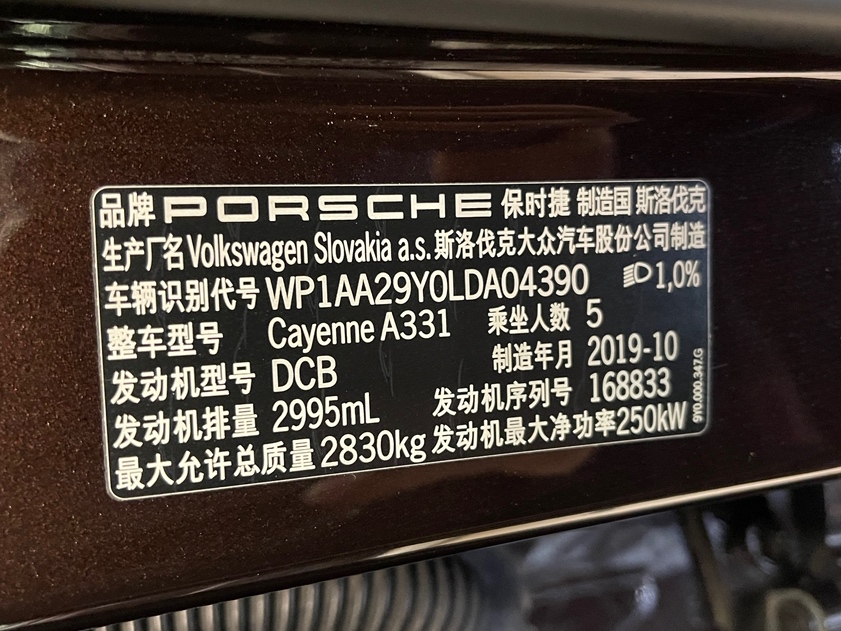 品牌 PORSCHE 保时捷 制造国 斯洛伐克
生产厂名 Volkswagen Slovakia a.s. 斯洛伐克大众汽车股份公司制造
车辆识别代号 WP1AA29Y0LDA04390 1,0%
整车型号 Cayenne A331 乘坐人数 5
发动机型号 DCB 制造年月 2019-10
发动机排量 2995mL 发动机序列号 168833
最大允许总质量 2830kg 发动机最大净功率 250kW
9Y0.000.347.G